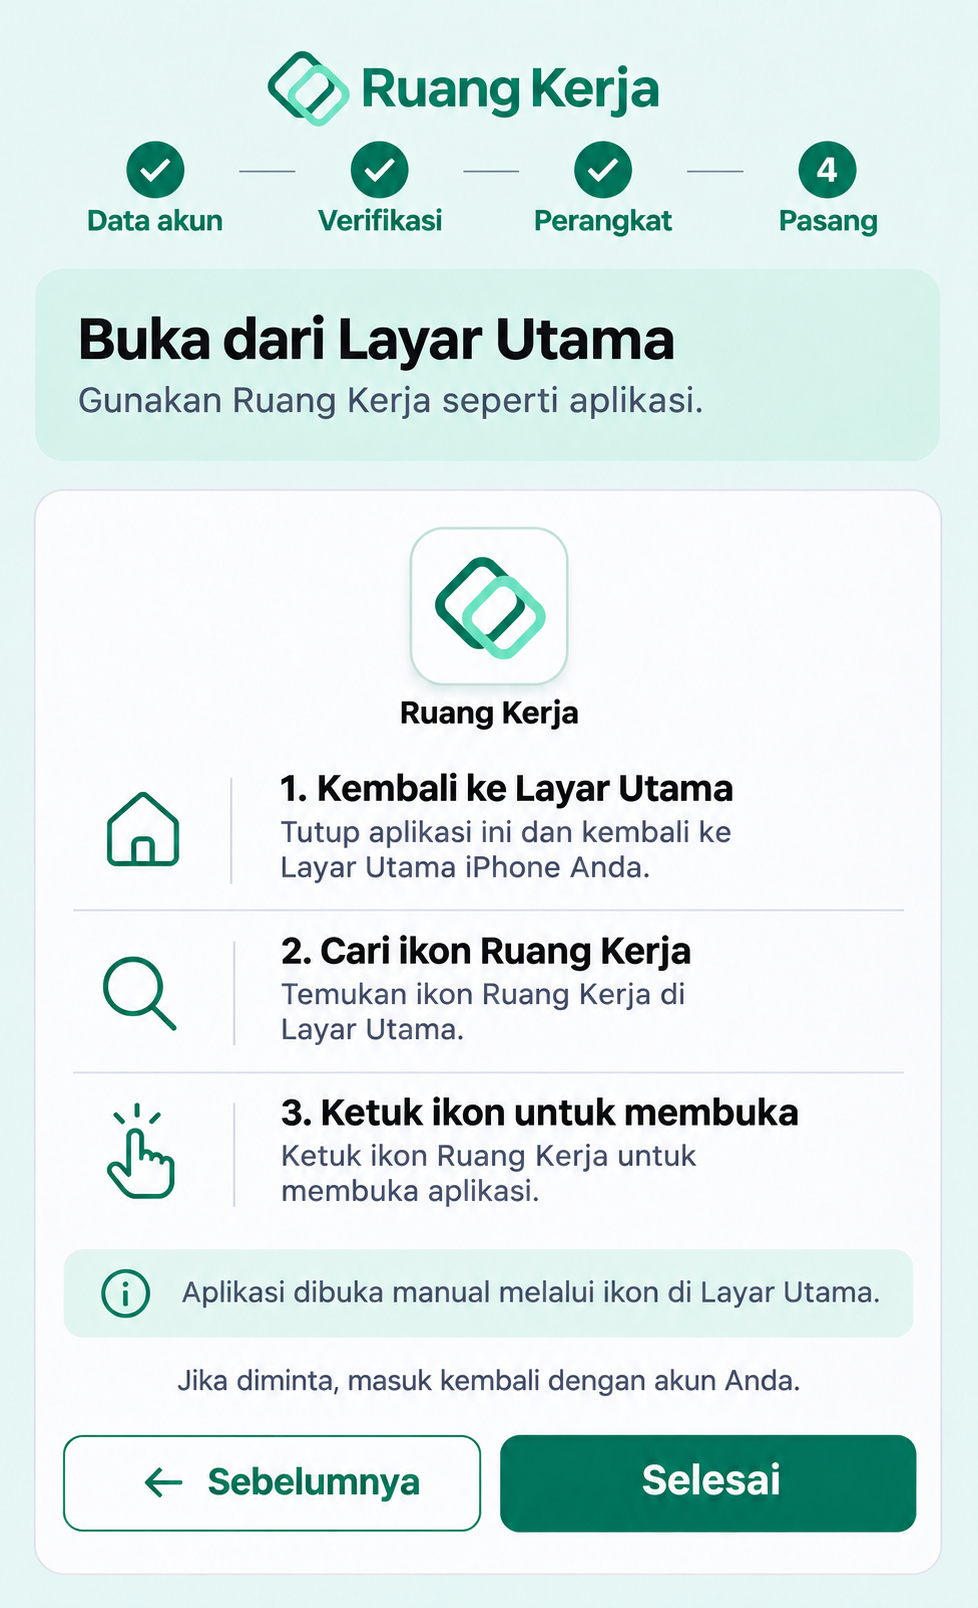 Ruang Kerja
4
Data akun
Verifikasi
Perangkat
Pasang
Buka dari Layar Utama
Gunakan Ruang Kerja seperti aplikasi.
Ruang Kerja
1. Kembali ke Layar Utama
Tutup aplikasi ini dan kembali ke
Layar Utama iPhone Anda.
2. Cari ikon Ruang Kerja
Temukan ikon Ruang Kerja di
Layar Utama.
3. Ketuk ikon untuk membuka
Ketuk ikon Ruang Kerja untuk
membuka aplikasi.
Aplikasi dibuka manual melalui ikon di Layar Utama.
Jika diminta, masuk kembali dengan akun Anda.
← Sebelumnya
Selesai